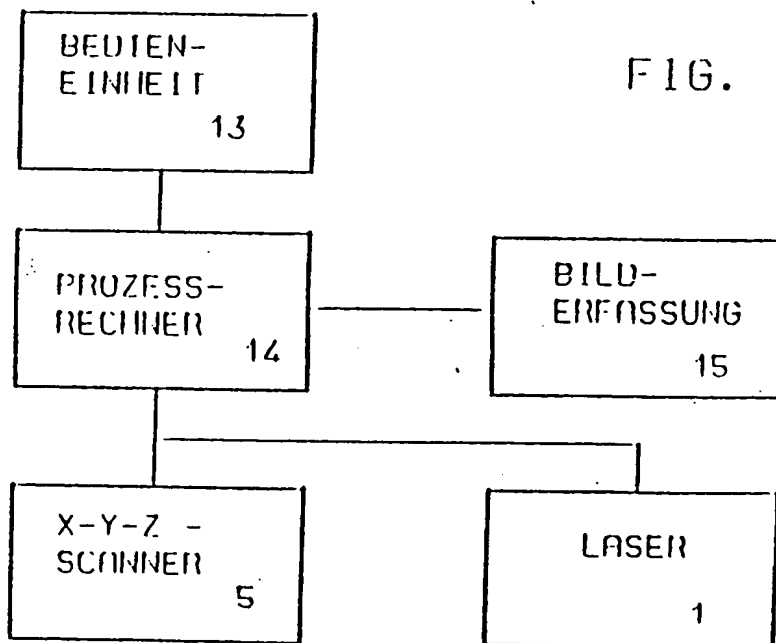 BEDIEN-
EINHEIT
13
FIG.
PROZESS-
RECHNER
14
BILD-
ERFASSUNG
15
X-Y-Z -
SCANNER
5
LASER
1